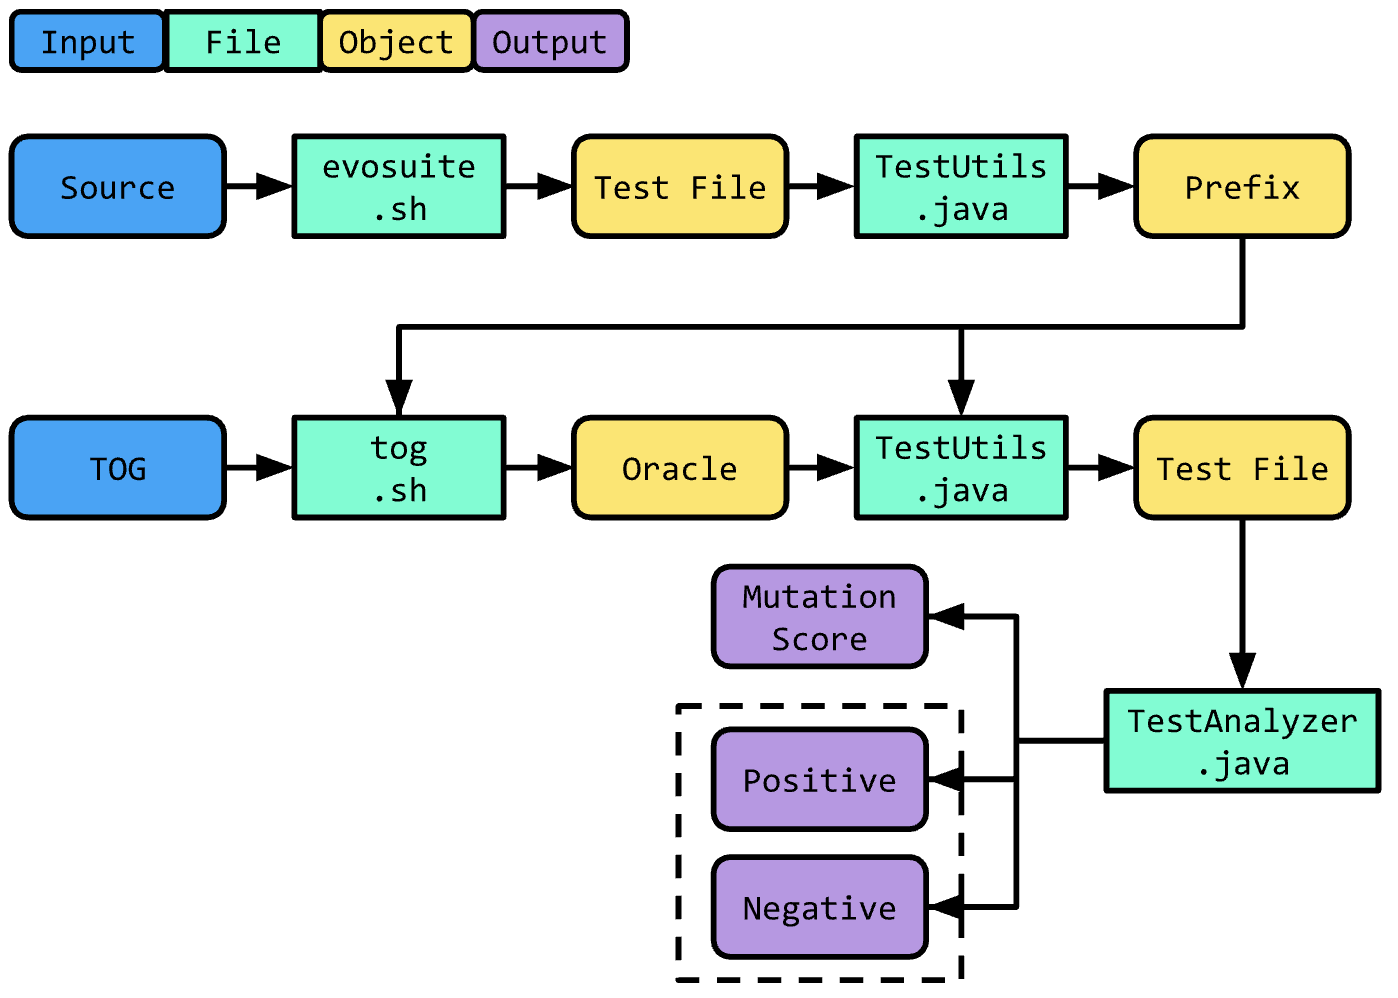 Input File Object Output
Source
evosuite
.sh
Test File
TestUtils
.java
Prefix
TOG
tog
.sh
Oracle
TestUtils
.java
Test File
Mutation
Score
TestAnalyzer
.java
Positive
Negative